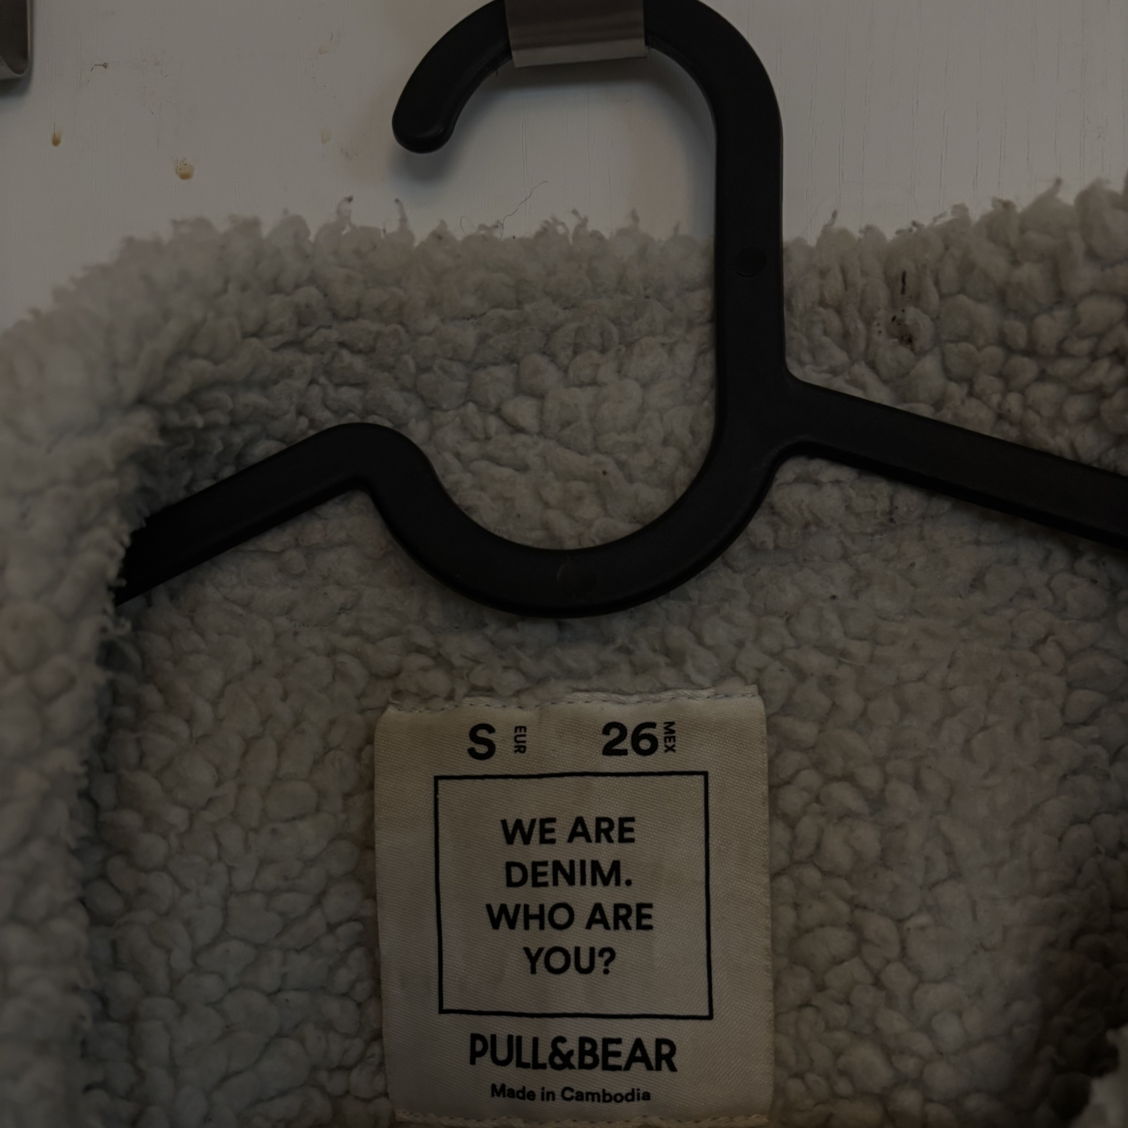 S EUR 26 MEX
WE ARE
DENIM.
WHO ARE
YOU?
PULL&BEAR
Made in Cambodia